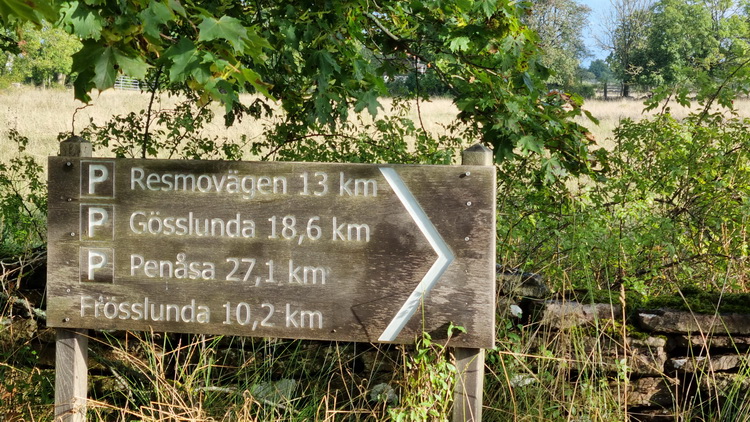 P Resmovägen 13 km
P Gösslunda 18,6 km
P Penåsa 27,1 km
Frösslunda 10,2 km